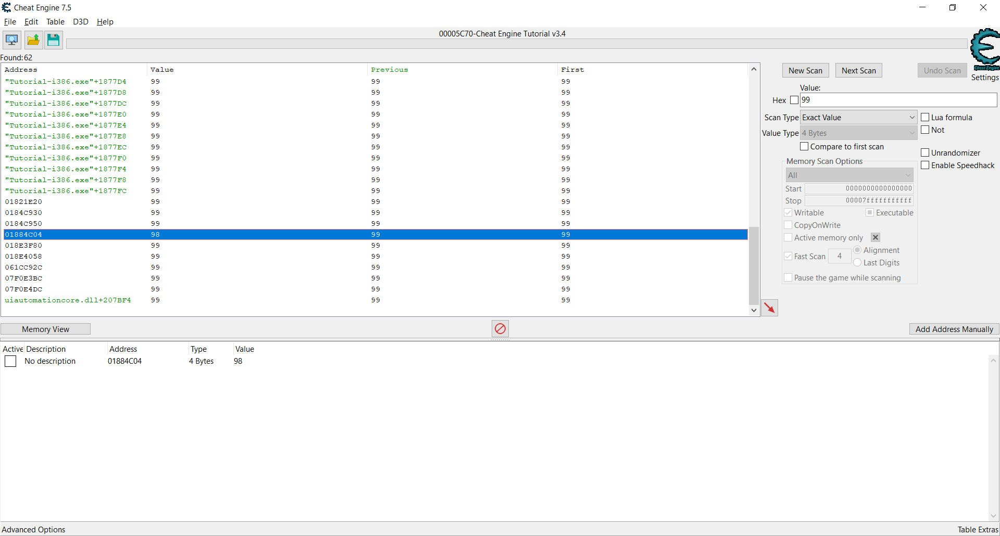 Cheat Engine 7.5
File Edit Table D3D Help
00005C70-Cheat Engine Tutorial v3.4
Found: 62
Address Value Previous First
"Tutorial-i386.exe"+1877D4 99 99 99
"Tutorial-i386.exe"+1877D8 99 99 99
"Tutorial-i386.exe"+1877DC 99 99 99
"Tutorial-i386.exe"+1877E0 99 99 99
"Tutorial-i386.exe"+1877E4 99 99 99
"Tutorial-i386.exe"+1877E8 99 99 99
"Tutorial-i386.exe"+1877EC 99 99 99
"Tutorial-i386.exe"+1877F0 99 99 99
"Tutorial-i386.exe"+1877F4 99 99 99
"Tutorial-i386.exe"+1877F8 99 99 99
"Tutorial-i386.exe"+1877FC 99 99 99
01821E20 99 99 99
0184C930 99 99 99
0184C950 99 99 99
01884C04 98 99 99
018E3F80 99 99 99
018E4058 99 99 99
061CC92C 99 99 99
07F0E3BC 99 99 99
07F0E4DC 99 99 99
uiautomationcore.dll+207BF4 99 99 99
New Scan Next Scan Undo Scan
Cheat Engine
Settings
Value:
Hex 99
Scan Type Exact Value
Lua formula
Value Type 4 Bytes
Not
Compare to first scan
Unrandomizer
Enable Speedhack
Memory Scan Options
All
Start 0000000000000000
Stop 00007fffffffffff
Writable Executable
CopyOnWrite
Active memory only
Fast Scan 4 Alignment
Last Digits
Pause the game while scanning
Memory View Add Address Manually
Active Description Address Type Value
No description 01884C04 4 Bytes 98
Advanced Options Table Extras